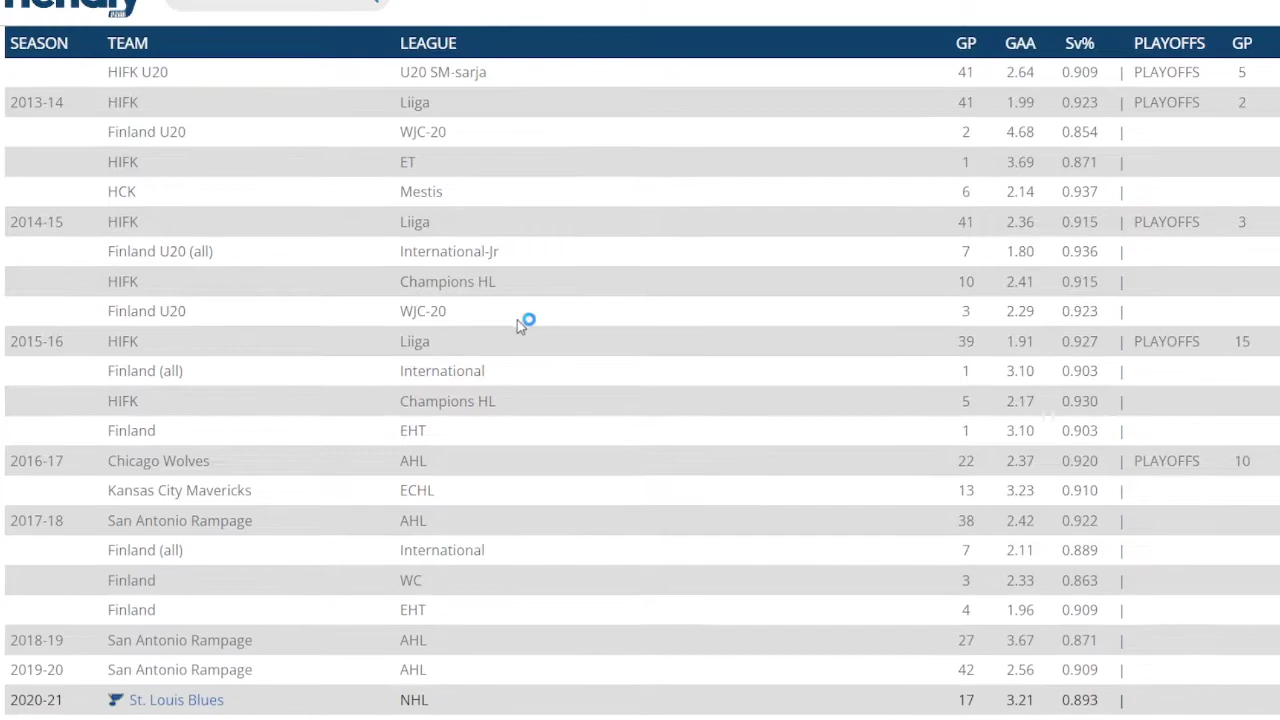 SEASON TEAM LEAGUE GP GAA Sv% PLAYOFFS GP
HIFK U20 U20 SM-sarja 41 2.64 0.909 | PLAYOFFS 5
2013-14 HIFK Liiga 41 1.99 0.923 | PLAYOFFS 2
Finland U20 WJC-20 2 4.68 0.854 |
HIFK ET 1 3.69 0.871 |
HCK Mestis 6 2.14 0.937 |
2014-15 HIFK Liiga 41 2.36 0.915 | PLAYOFFS 3
Finland U20 (all) International-Jr 7 1.80 0.936 |
HIFK Champions HL 10 2.41 0.915 |
Finland U20 WJC-20 3 2.29 0.923 |
2015-16 HIFK Liiga 39 1.91 0.927 | PLAYOFFS 15
Finland (all) International 1 3.10 0.903 |
HIFK Champions HL 5 2.17 0.930 |
Finland EHT 1 3.10 0.903 |
2016-17 Chicago Wolves AHL 22 2.37 0.920 | PLAYOFFS 10
Kansas City Mavericks ECHL 13 3.23 0.910 |
2017-18 San Antonio Rampage AHL 38 2.42 0.922 |
Finland (all) International 7 2.11 0.889 |
Finland WC 3 2.33 0.863 |
Finland EHT 4 1.96 0.909 |
2018-19 San Antonio Rampage AHL 27 3.67 0.871 |
2019-20 San Antonio Rampage AHL 42 2.56 0.909 |
2020-21 St. Louis Blues NHL 17 3.21 0.893 |